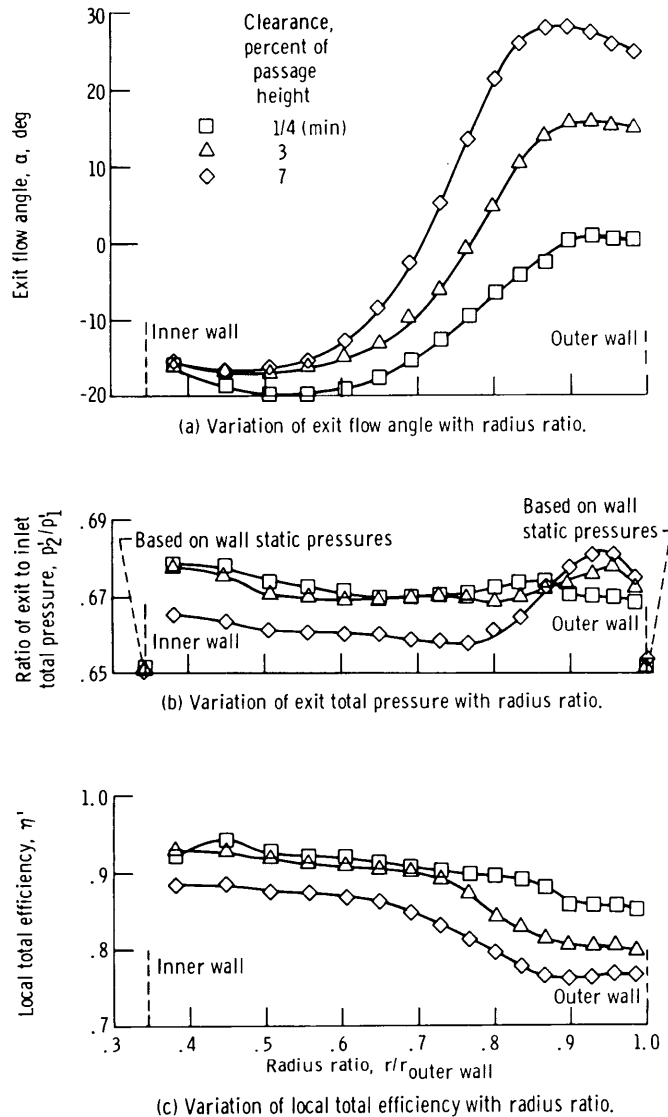 Clearance,
percent of
passage
height
1/4 (min)
3
7
30
20
10
0
-10
-20
Exit flow angle, α, deg
Inner wall
Outer wall
(a) Variation of exit flow angle with radius ratio.
Ratio of exit to inlet
total pressure, p'2/p'1
.69
.67
.65
Based on wall static pressures
Based on wall
static pressures
Inner wall
Outer wall
(b) Variation of exit total pressure with radius ratio.
Local total efficiency, η'
1.0
.9
.8
.7
Inner wall
Outer wall
.3 .4 .5 .6 .7 .8 .9 1.0
Radius ratio, r/r outer wall
(c) Variation of local total efficiency with radius ratio.